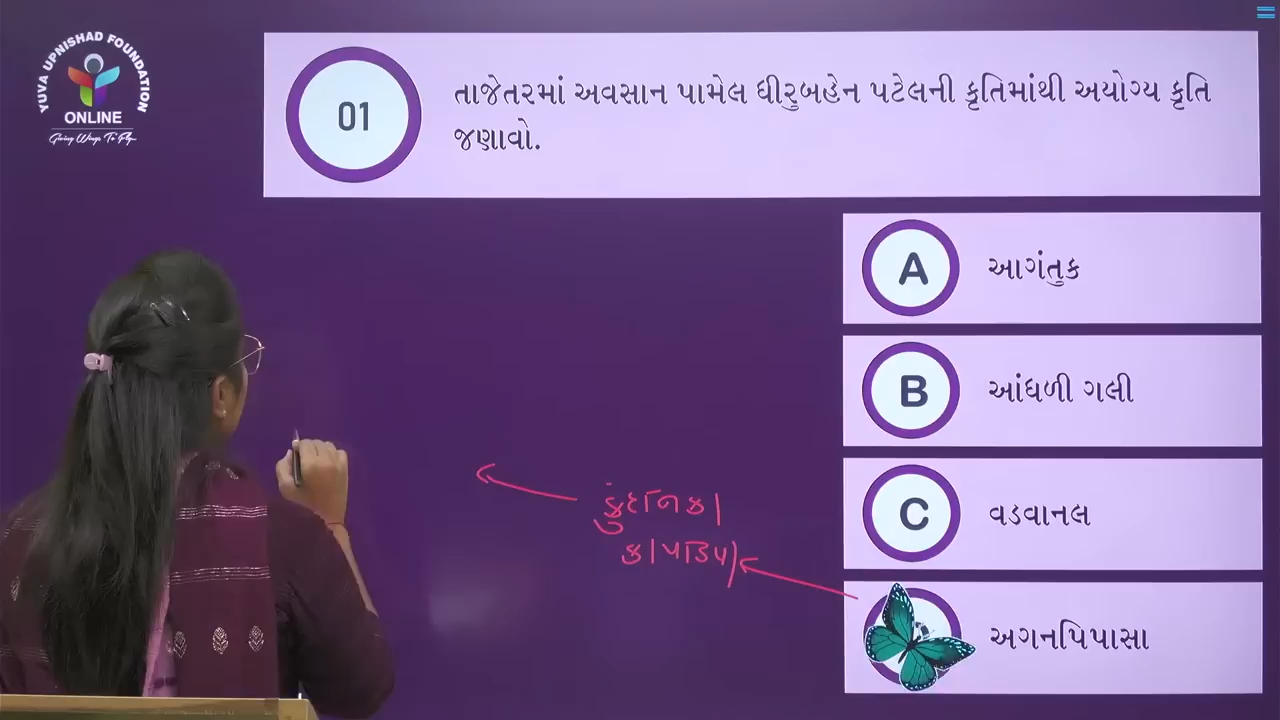 YUVA UPNISHAD FOUNDATION
ONLINE
Giving Wings To Fly
01
તાજેતરમાં અવસાન પામેલ ધીરુબહેન પટેલની કૃતિમાંથી અયોગ્ય કૃતિ
જણાવો.
A
આગંતુક
B
આંધળી ગલી
C
વડવાનલ
અગનપિપાસા
કુંદનિકા
કાપડિયા